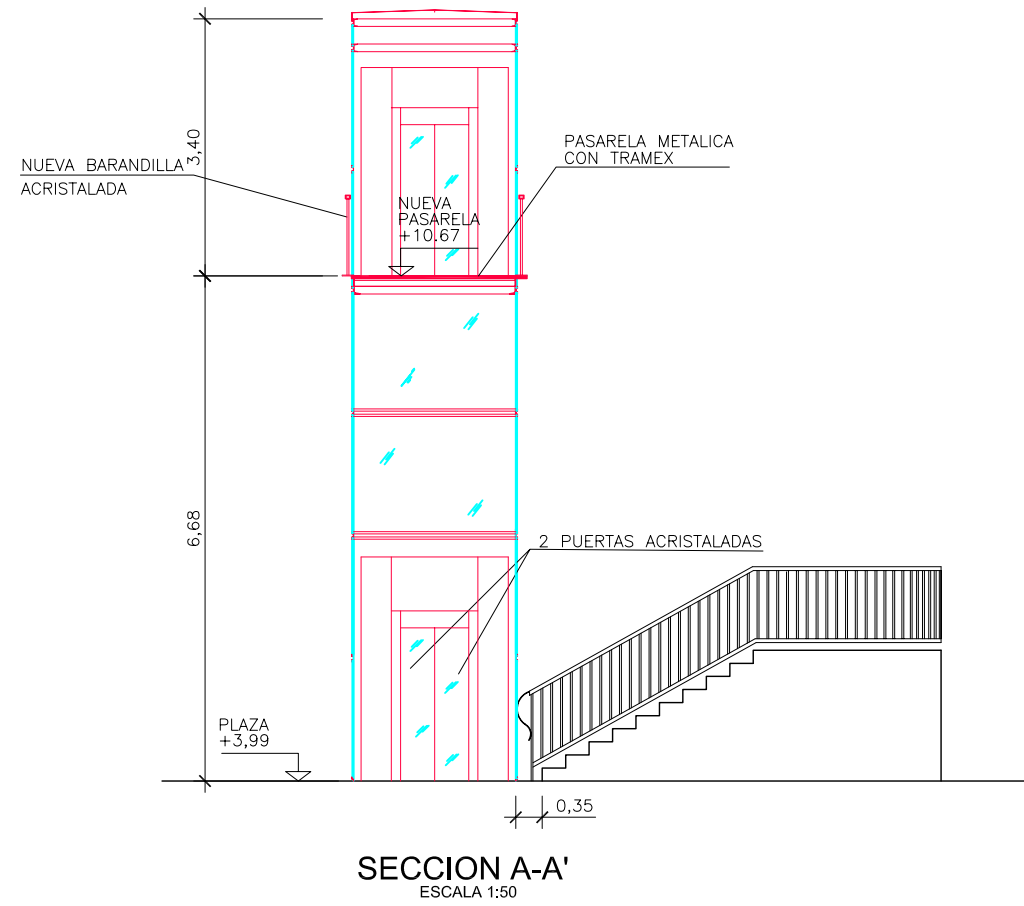 3,40
PASARELA METALICA
CON TRAMEX
NUEVA BARANDILLA
ACRISTALADA
NUEVA
PASARELA
+10.67
6,68
2 PUERTAS ACRISTALADAS
PLAZA
+3,99
0,35
SECCION A-A'
ESCALA 1:50